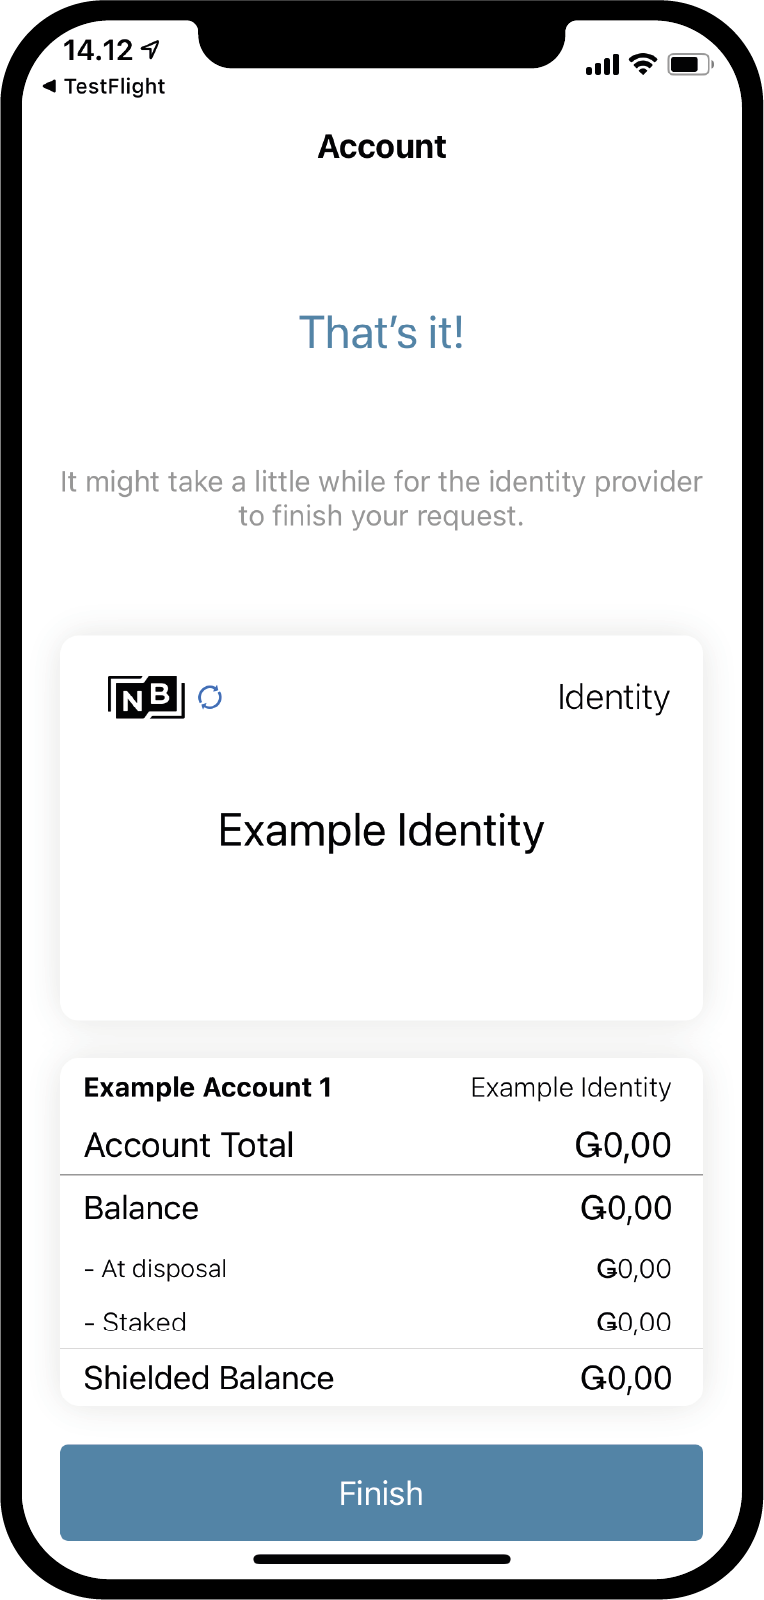 14.12
◀ TestFlight
Account
That’s it!
It might take a little while for the identity provider
to finish your request.
NB Identity
Example Identity
Example Account 1 Example Identity
Account Total Ǥ0,00
Balance Ǥ0,00
- At disposal Ǥ0,00
- Staked Ǥ0,00
Shielded Balance Ǥ0,00
Finish